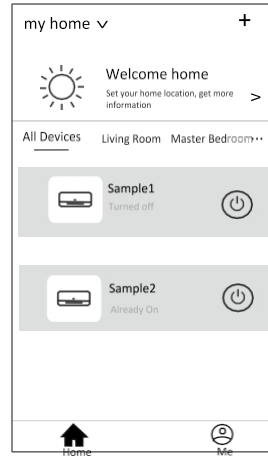 my home
+
Welcome home
Set your home location, get more
information
>
All Devices Living Room Master Bedroom...
Sample1
Turned off
Sample2
Already On
Home Me